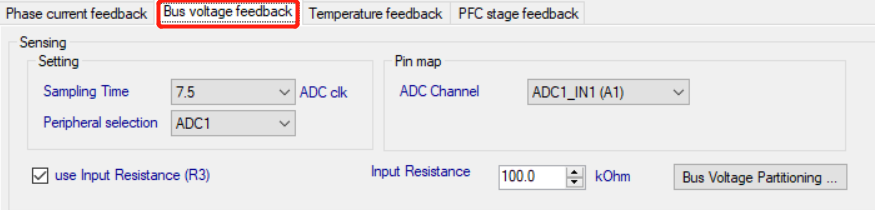 Phase current feedback Bus voltage feedback Temperature feedback PFC stage feedback
Sensing
Setting Pin map
Sampling Time 7.5 ADC clk ADC Channel ADC1_IN1 (A1)
Peripheral selection ADC1
use Input Resistance (R3) Input Resistance 100.0 kOhm Bus Voltage Partitioning ...